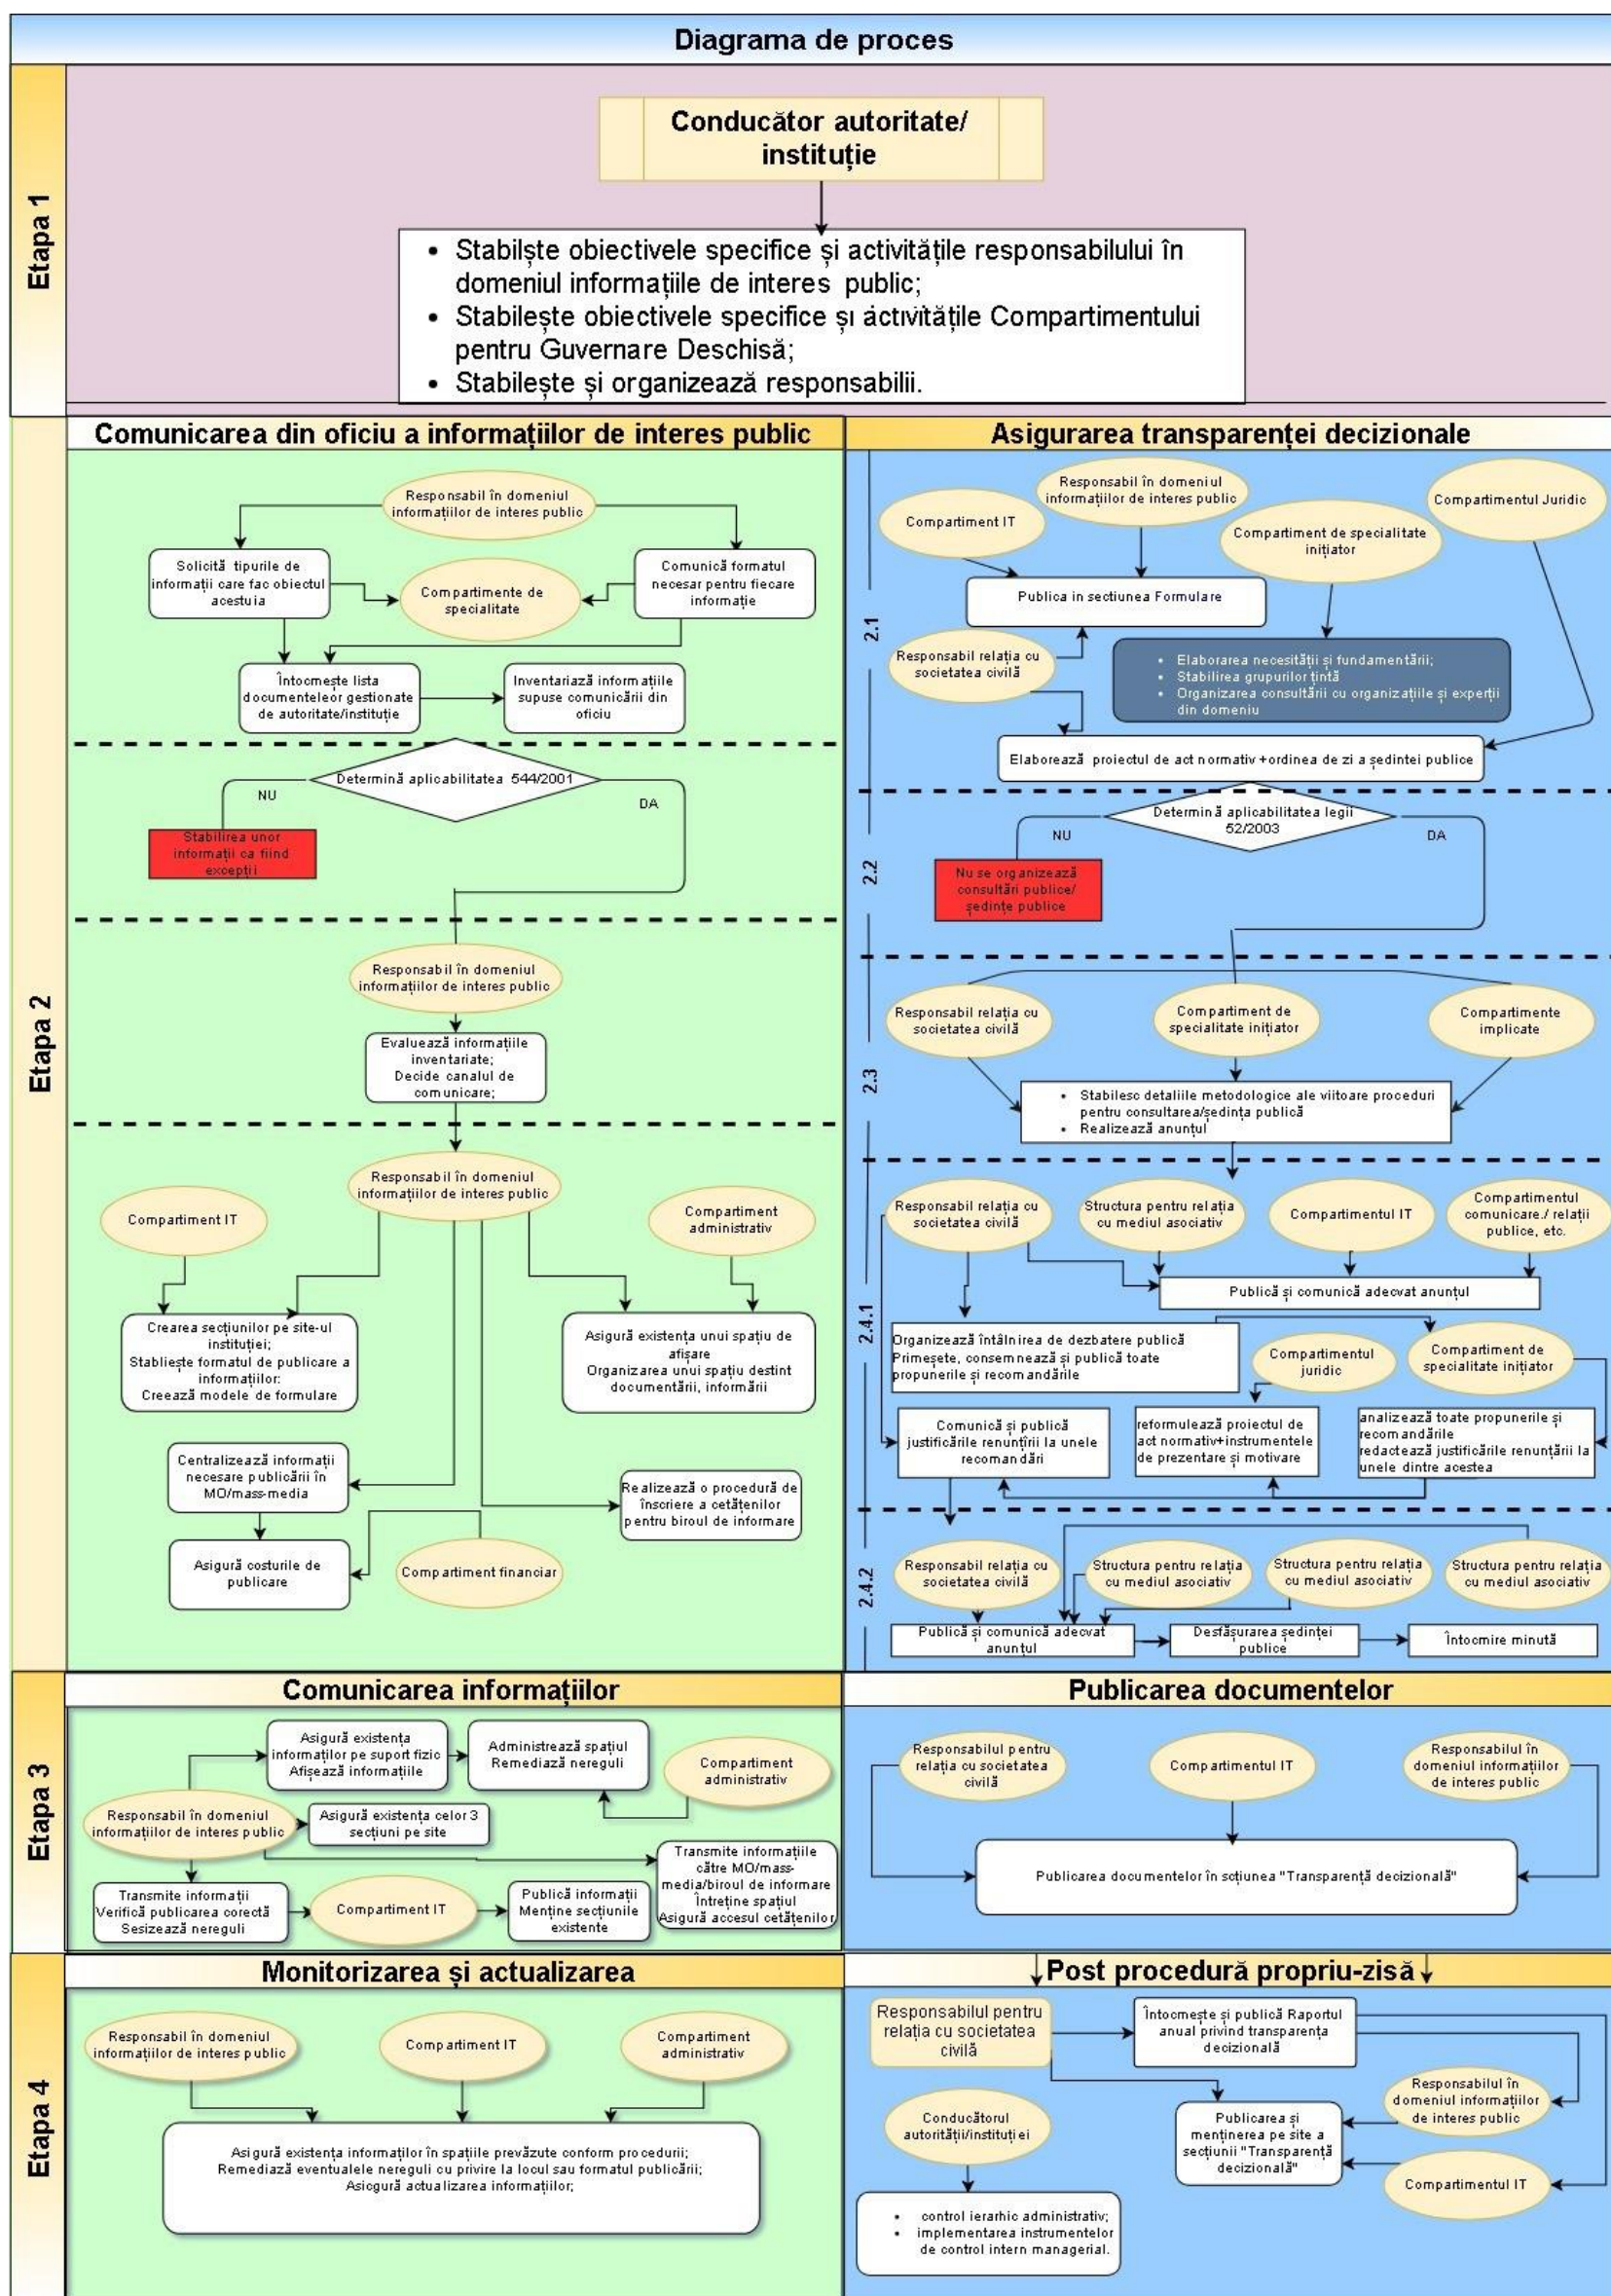 Diagrama de proces
Etapa 1
Conducător autoritate/
instituție
• Stabilște obiectivele specifice și activitățile responsabilului în
domeniul informațiile de interes public;
• Stabilește obiectivele specifice și activitățile Compartimentului
pentru Guvernare Deschisă;
• Stabilește și organizează responsabilii.
Etapa 2
Comunicarea din oficiu a informațiilor de interes public
Responsabil în domeniul
informațiilor de interes public
Solicită tipurile de
informații care fac obiectul
acestuia
Compartimente de
specialitate
Comunică formatul
necesar pentru fiecare
informație
Întocmește lista
documenteleor gestionate
de autoritate/instituție
Inventariază informațiile
supuse comunicării din
oficiu
Determină aplicabilitatea 544/2001
NU
DA
Stabilirea unor
informații ca fiind
excepții
Responsabil în domeniul
informațiilor de interes public
Evaluează informațiile
inventariate;
Decide canalul de
comunicare;
Responsabil în domeniul
informațiilor de interes public
Compartiment IT
Compartiment
administrativ
Crearea secțiunilor pe site-ul
instituției;
Stabliește formatul de publicare a
informațiilor:
Creează modele de formulare
Asigură existența unui spațiu de
afișare
Organizarea unui spațiu destint
documentării, informării
Centralizează informații
necesare publicării în
MO/mass-media
Realizează o procedură de
înscriere a cetățenilor
pentru biroul de informare
Asigură costurile de
publicare
Compartiment financiar
Asigurarea transparenței decizionale
2.1
Compartiment IT
Responsabil în domeniul
informațiilor de interes public
Compartiment de specialitate
inițiator
Compartimentul Juridic
Publica in sectiunea Formulare
Responsabil relația cu
societatea civilă
• Elaborarea necesității și fundamentării;
• Stabilirea grupurilor țintă
• Organizarea consultării cu organizațiile și experții
din domeniu
Elaborează proiectul de act normativ +ordinea de zi a ședintei publice
2.2
Determină aplicabilitatea legii
52/2003
NU
DA
Nu se organizează
consultări publice/
ședințe publice
2.3
Responsabil relația cu
societatea civilă
Compartiment de
specialitate inițiator
Compartimente
implicate
• Stabilesc detaliile metodologice ale viitoare proceduri
pentru consultarea/ședința publică
• Realizează anunțul
2.4.1
Responsabil relația cu
societatea civilă
Structura pentru relația
cu mediul asociativ
Compartimentul IT
Compartimentul
comunicare./ relații
publice, etc.
Publică și comunică adecvat anunțul
Organizează întâlnirea de dezbatere publică
Primeșete, consemnează și publică toate
propunerile și recomandările
Compartimentul
juridic
Compartiment de
specialitate inițiator
Comunică și publică
justificările renunțîrii la unele
recomandări
reformulează proiectul de
act normativ+instrumentele
de prezentare și motivare
analizează toate propunerile și
recomandările
redactează justificările renunțării la
unele dintre acestea
2.4.2
Responsabil relația cu
societatea civilă
Structura pentru relația
cu mediul asociativ
Structura pentru relația
cu mediul asociativ
Structura pentru relația
cu mediul asociativ
Publică și comunică adecvat
anunțul
Desfășurarea ședinței
publice
Întocmire minută
Etapa 3
Comunicarea informațiilor
Asigură existența
informaților pe suport fizic
Afișează informațiile
Administrează spațiul
Remediază nereguli
Compartiment
administrativ
Responsabil în domeniul
informațiilor de interes public
Asigură existența celor 3
secțiuni pe site
Transmite informațiile
către MO/mass-
media/biroul de informare
Întreține spațiul
Asigură accesul cetățenilor
Transmite informații
Verifică publicarea corectă
Sesizează nereguli
Compartiment IT
Publică informații
Menține secțiunile
existente
Publicarea documentelor
Responsabilul pentru
relația cu societatea
civilă
Compartimentul IT
Responsabilul în
domeniul informațiilor
de interes public
Publicarea documentelor în scțiunea "Transparență decizională"
Etapa 4
Monitorizarea și actualizarea
Responsabil în domeniul
informațiilor de interes public
Compartiment IT
Compartiment
administrativ
Asigură existența informaților în spațiile prevăzute conform procedurii;
Remediază eventualele nereguli cu privire la locul sau formatul publicării;
Asicgură actualizarea informațiilor;
Post procedură propriu-zisă
Responsabilul pentru
relația cu societatea
civilă
Întocmește și publică Raportul
anual privind transparența
decizională
Conducătorul
autorității/instituției
Publicarea și
menținerea pe site a
secțiunii "Transparență
decizională"
Responsabilul în
domeniul informațiilor
de interes public
Compartimentul IT
• control ierarhic administrativ;
• implementarea instrumentelor
de control intern managerial.